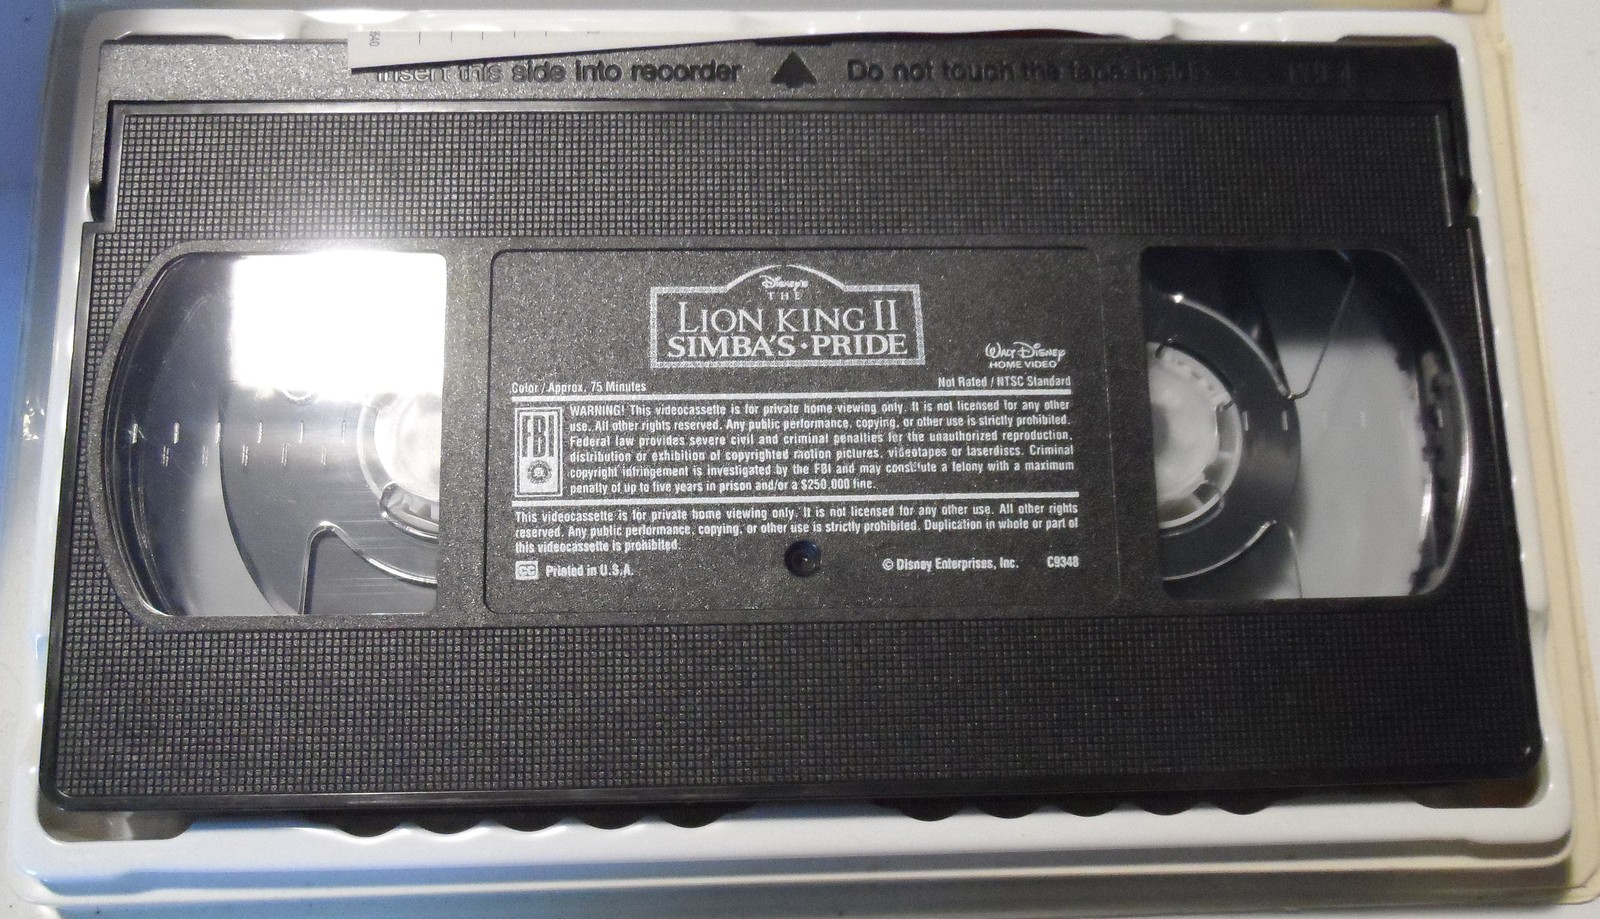 640
Insert this side into recorder
Do not touch the tape inside
Disney's
THE
LION KING II
SIMBA'S · PRIDE
WALT DISNEY
HOME VIDEO
Color / Approx. 75 Minutes
Not Rated / NTSC Standard
FBI
WARNING! This videocassette is for private home viewing only. It is not licensed for any other
use. All other rights reserved. Any public performance, copying, or other use is strictly prohibited.
Federal law provides severe civil and criminal penalties for the unauthorized reproduction,
distribution or exhibition of copyrighted motion pictures, videotapes or laserdiscs. Criminal
copyright infringement is investigated by the FBI and may constitute a felony with a maximum
penalty of up to five years in prison and/or a $250,000 fine.
This videocassette is for private home viewing only. It is not licensed for any other use. All other rights
reserved. Any public performance, copying, or other use is strictly prohibited. Duplication in whole or part of
this videocassette is prohibited.
CC Printed in U.S.A.
© Disney Enterprises, Inc. C9348